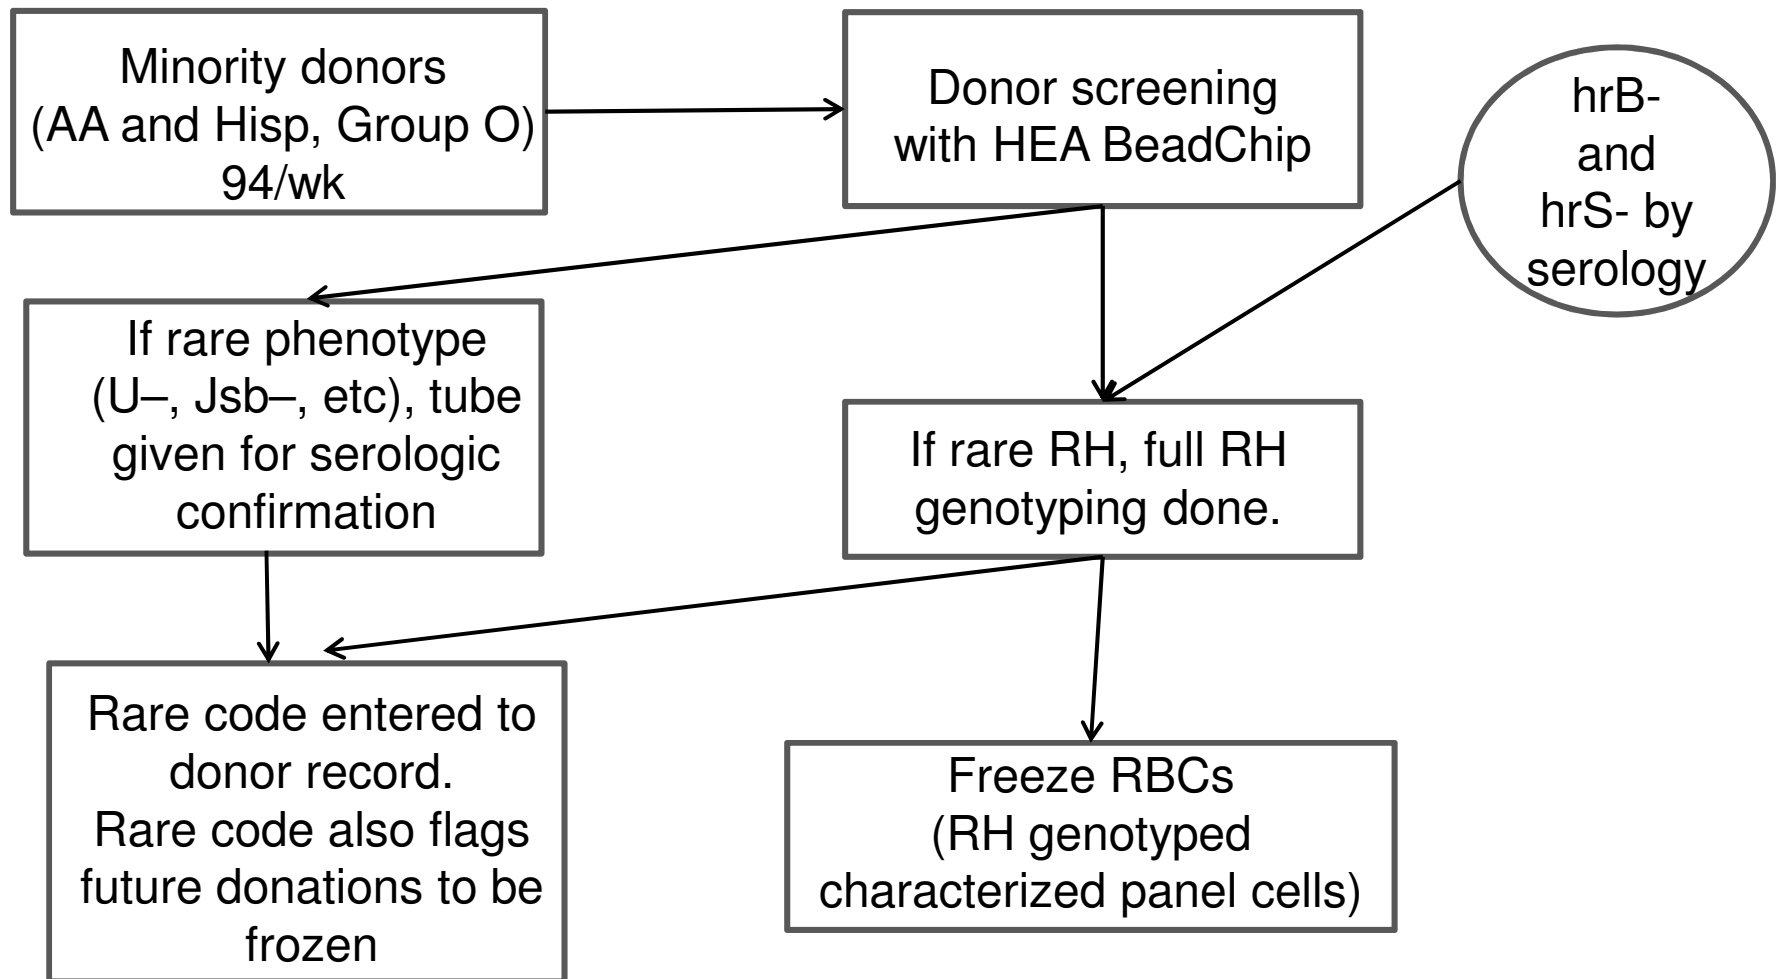 Minority donors
(AA and Hisp, Group O)
94/wk
Donor screening
with HEA BeadChip
hrB-
and
hrS- by
serology
If rare phenotype
(U–, Jsb–, etc), tube
given for serologic
confirmation
If rare RH, full RH
genotyping done.
Rare code entered to
donor record.
Rare code also flags
future donations to be
frozen
Freeze RBCs
(RH genotyped
characterized panel cells)